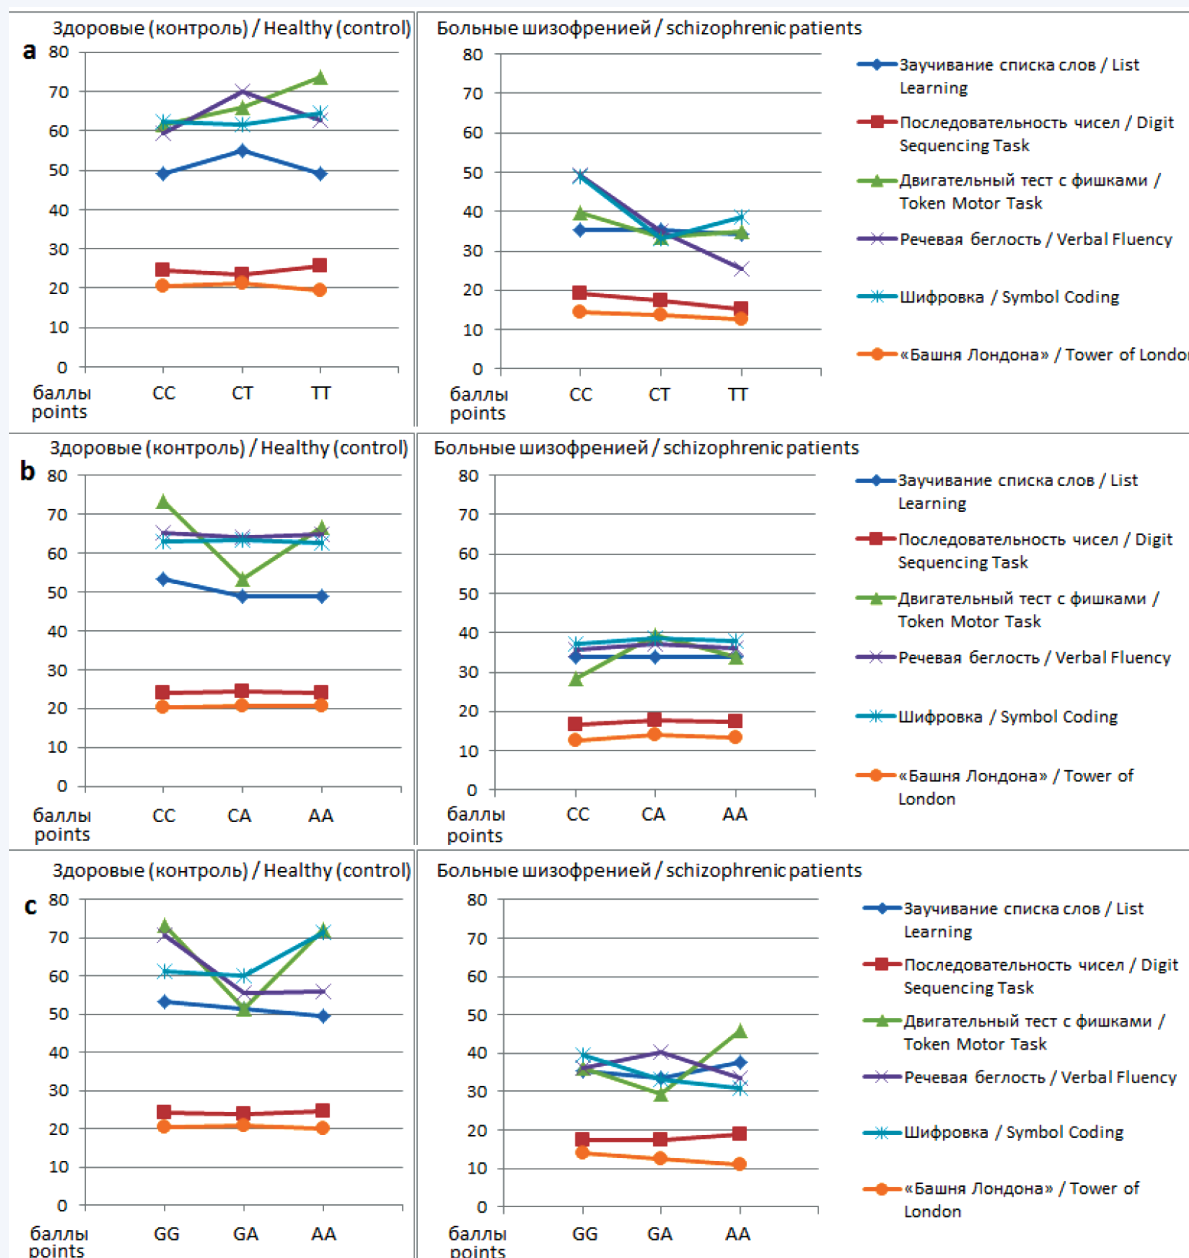 Здоровые (контроль) / Healthy (control)
Больные шизофренией / schizophrenic patients
a
80
70
60
50
40
30
20
10
0
баллы
points
CC
CT
TT
80
70
60
50
40
30
20
10
0
баллы
points
CC
CT
TT
Заучивание списка слов / List
Learning
Последовательность чисел / Digit
Sequencing Task
Двигательный тест с фишками /
Token Motor Task
Речевая беглость / Verbal Fluency
Шифровка / Symbol Coding
«Башня Лондона» / Tower of London
Здоровые (контроль) / Healthy (control)
Больные шизофренией / schizophrenic patients
b
80
70
60
50
40
30
20
10
0
баллы
points
CC
CA
AA
80
70
60
50
40
30
20
10
0
баллы
points
CC
CA
AA
Заучивание списка слов / List
Learning
Последовательность чисел / Digit
Sequencing Task
Двигательный тест с фишками /
Token Motor Task
Речевая беглость / Verbal Fluency
Шифровка / Symbol Coding
«Башня Лондона» / Tower of
London
Здоровые (контроль) / Healthy (control)
Больные шизофренией / schizophrenic patients
c
80
70
60
50
40
30
20
10
0
баллы
points
GG
GA
AA
80
70
60
50
40
30
20
10
0
баллы
points
GG
GA
AA
Заучивание списка слов / List
Learning
Последовательность чисел / Digit
Sequencing Task
Двигательный тест с фишками /
Token Motor Task
Речевая беглость / Verbal Fluency
Шифровка / Symbol Coding
«Башня Лондона» / Tower of
London